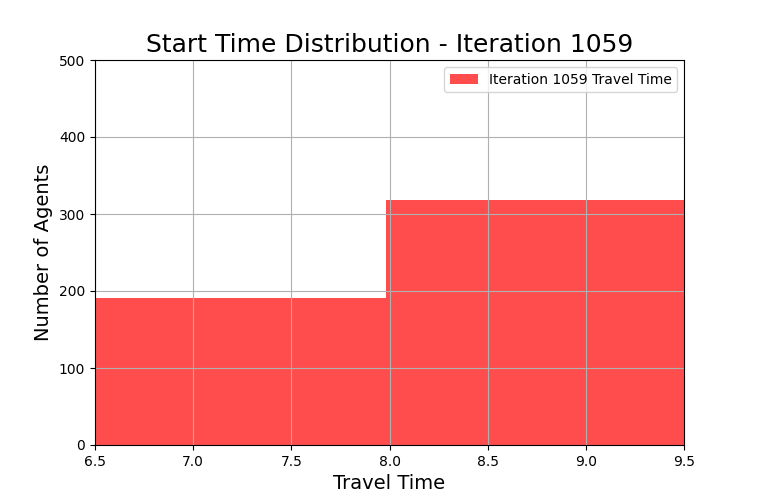 Start Time Distribution - Iteration 1059
Iteration 1059 Travel Time
Number of Agents
500
400
300
200
100
0
6.5 7.0 7.5 8.0 8.5 9.0 9.5
Travel Time